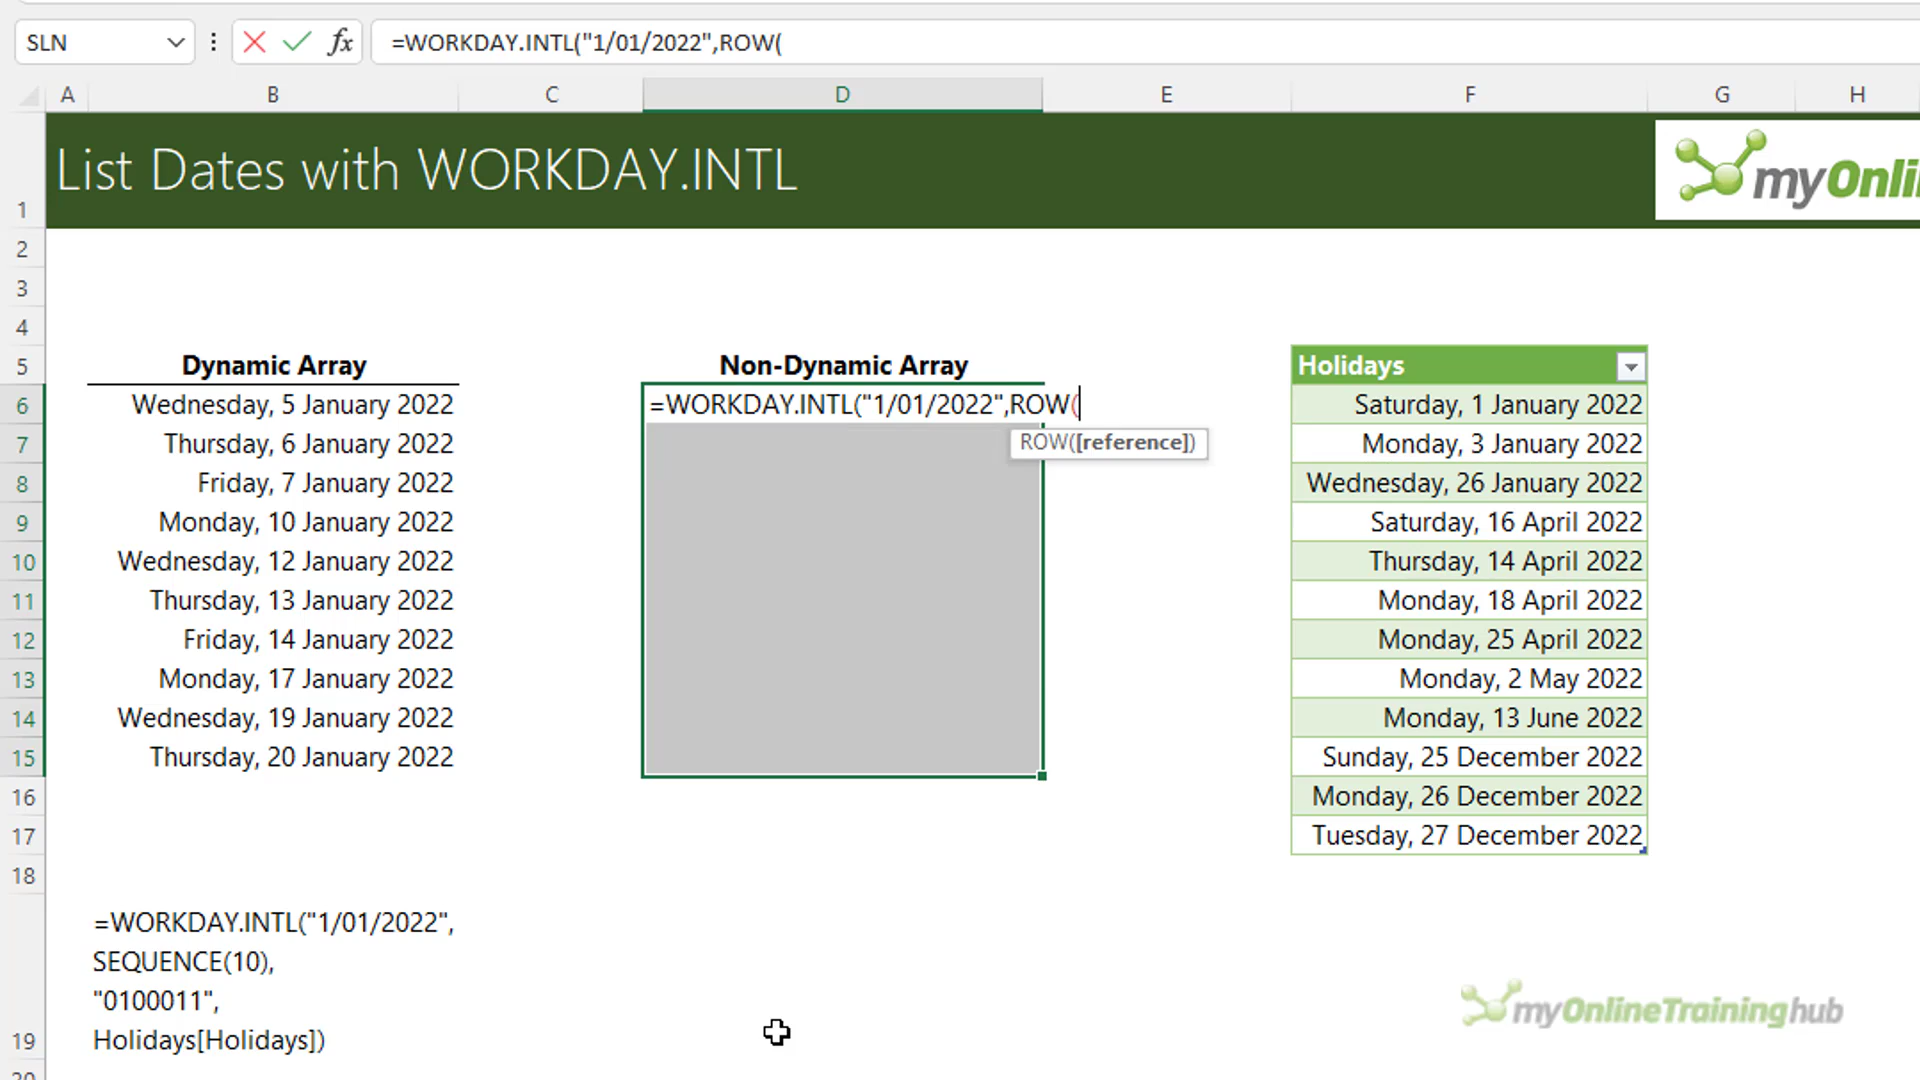 SLN
fx
=WORKDAY.INTL("1/01/2022",ROW(
A B C D E F G H
1 List Dates with WORKDAY.INTL
myOnli
2
3
4
5 Dynamic Array Non-Dynamic Array Holidays
6 Wednesday, 5 January 2022 =WORKDAY.INTL("1/01/2022",ROW( Saturday, 1 January 2022
7 Thursday, 6 January 2022 ROW([reference]) Monday, 3 January 2022
8 Friday, 7 January 2022 Wednesday, 26 January 2022
9 Monday, 10 January 2022 Saturday, 16 April 2022
10 Wednesday, 12 January 2022 Thursday, 14 April 2022
11 Thursday, 13 January 2022 Monday, 18 April 2022
12 Friday, 14 January 2022 Monday, 25 April 2022
13 Monday, 17 January 2022 Monday, 2 May 2022
14 Wednesday, 19 January 2022 Monday, 13 June 2022
15 Thursday, 20 January 2022 Sunday, 25 December 2022
16 Monday, 26 December 2022
17 Tuesday, 27 December 2022
18
=WORKDAY.INTL("1/01/2022",
SEQUENCE(10),
"0100011",
19 Holidays[Holidays])
myOnlineTraininghub
20